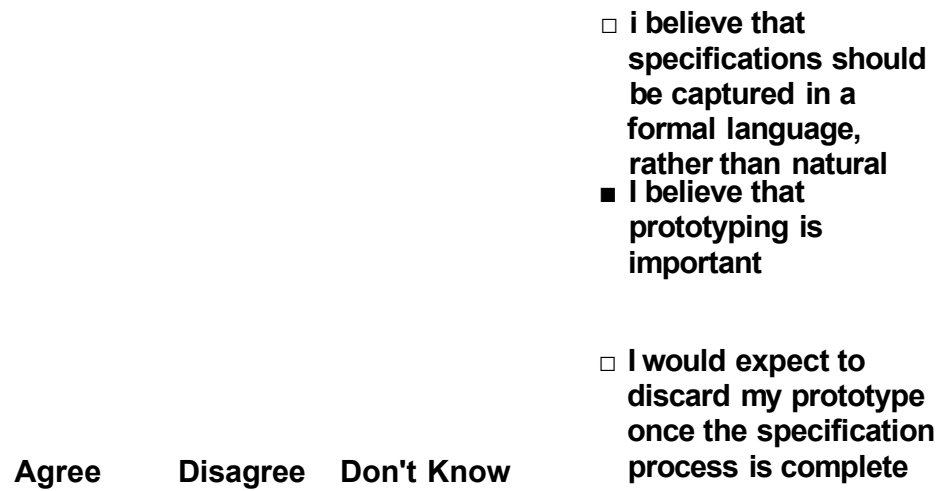 □ i believe that
specifications should
be captured in a
formal language,
rather than natural
■ I believe that
prototyping is
important
□ I would expect to
discard my prototype
once the specification
process is complete
Agree Disagree Don't Know